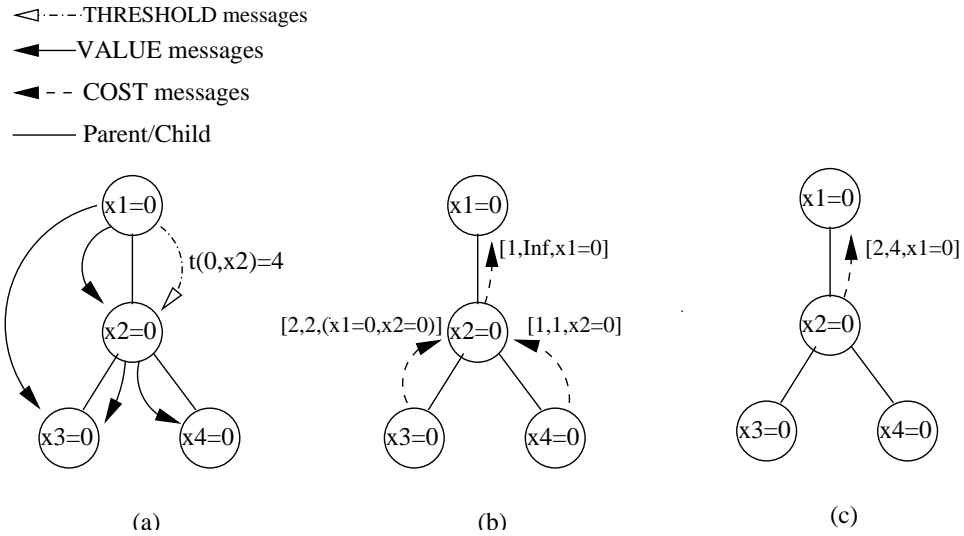 THRESHOLD messages
VALUE messages
COST messages
Parent/Child
x1=0
t(0,x2)=4
x2=0
x3=0
x4=0
(a)
x1=0
[1,Inf,x1=0]
[2,2,(x1=0,x2=0)]
x2=0
[1,1,x2=0]
x3=0
x4=0
(b)
x1=0
[2,4,x1=0]
x2=0
x3=0
x4=0
(c)